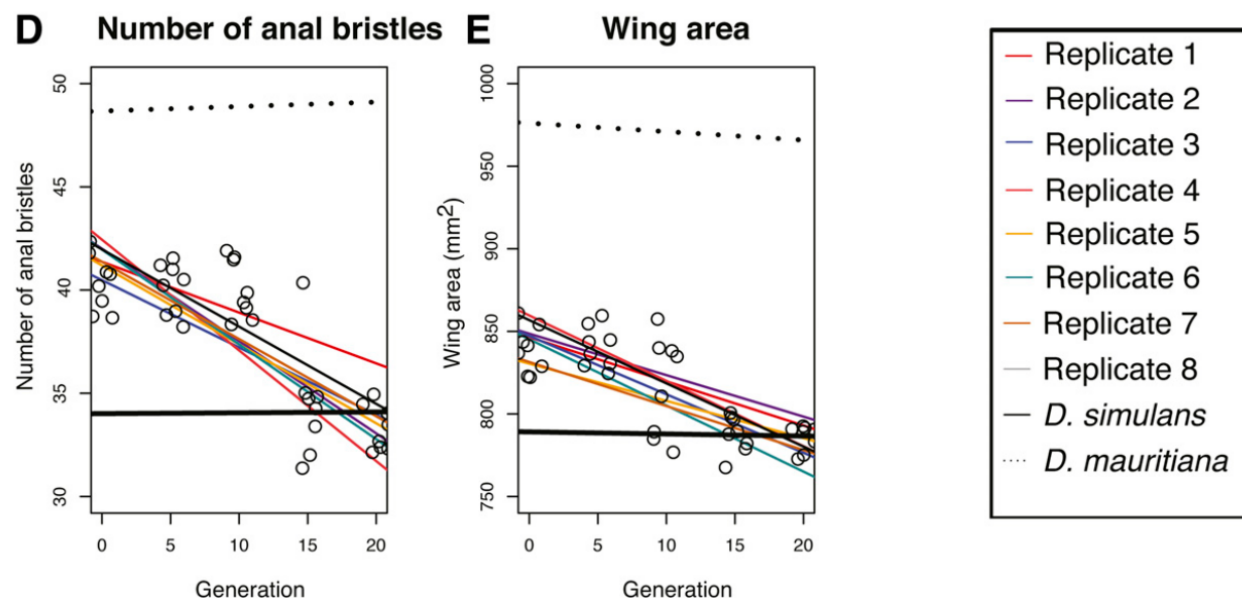 D Number of anal bristles
Number of anal bristles
50
45
40
35
30
0 5 10 15 20
Generation
E Wing area
Wing area (mm2)
1000
950
900
850
800
750
0 5 10 15 20
Generation
Replicate 1
Replicate 2
Replicate 3
Replicate 4
Replicate 5
Replicate 6
Replicate 7
Replicate 8
D. simulans
D. mauritiana